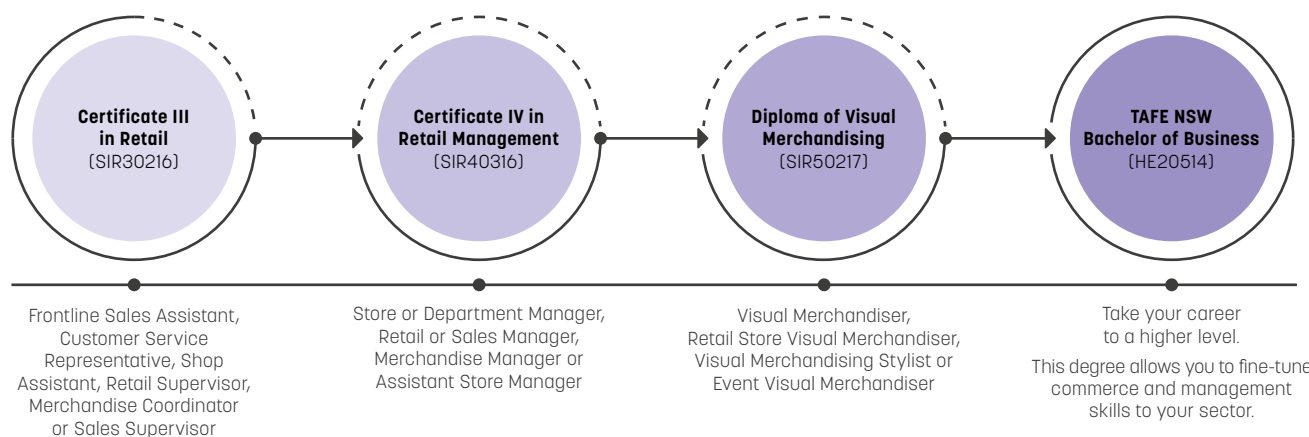 Certificate III
in Retail
(SIR30216)
Certificate IV in
Retail Management
(SIR40316)
Diploma of Visual
Merchandising
(SIR50217)
TAFE NSW
Bachelor of Business
(HE20514)
Frontline Sales Assistant,
Customer Service
Representative, Shop
Assistant, Retail Supervisor,
Merchandise Coordinator
or Sales Supervisor
Store or Department Manager,
Retail or Sales Manager,
Merchandise Manager or
Assistant Store Manager
Visual Merchandiser,
Retail Store Visual Merchandiser,
Visual Merchandising Stylist or
Event Visual Merchandiser
Take your career
to a higher level.
This degree allows you to fine-tune
commerce and management
skills to your sector.